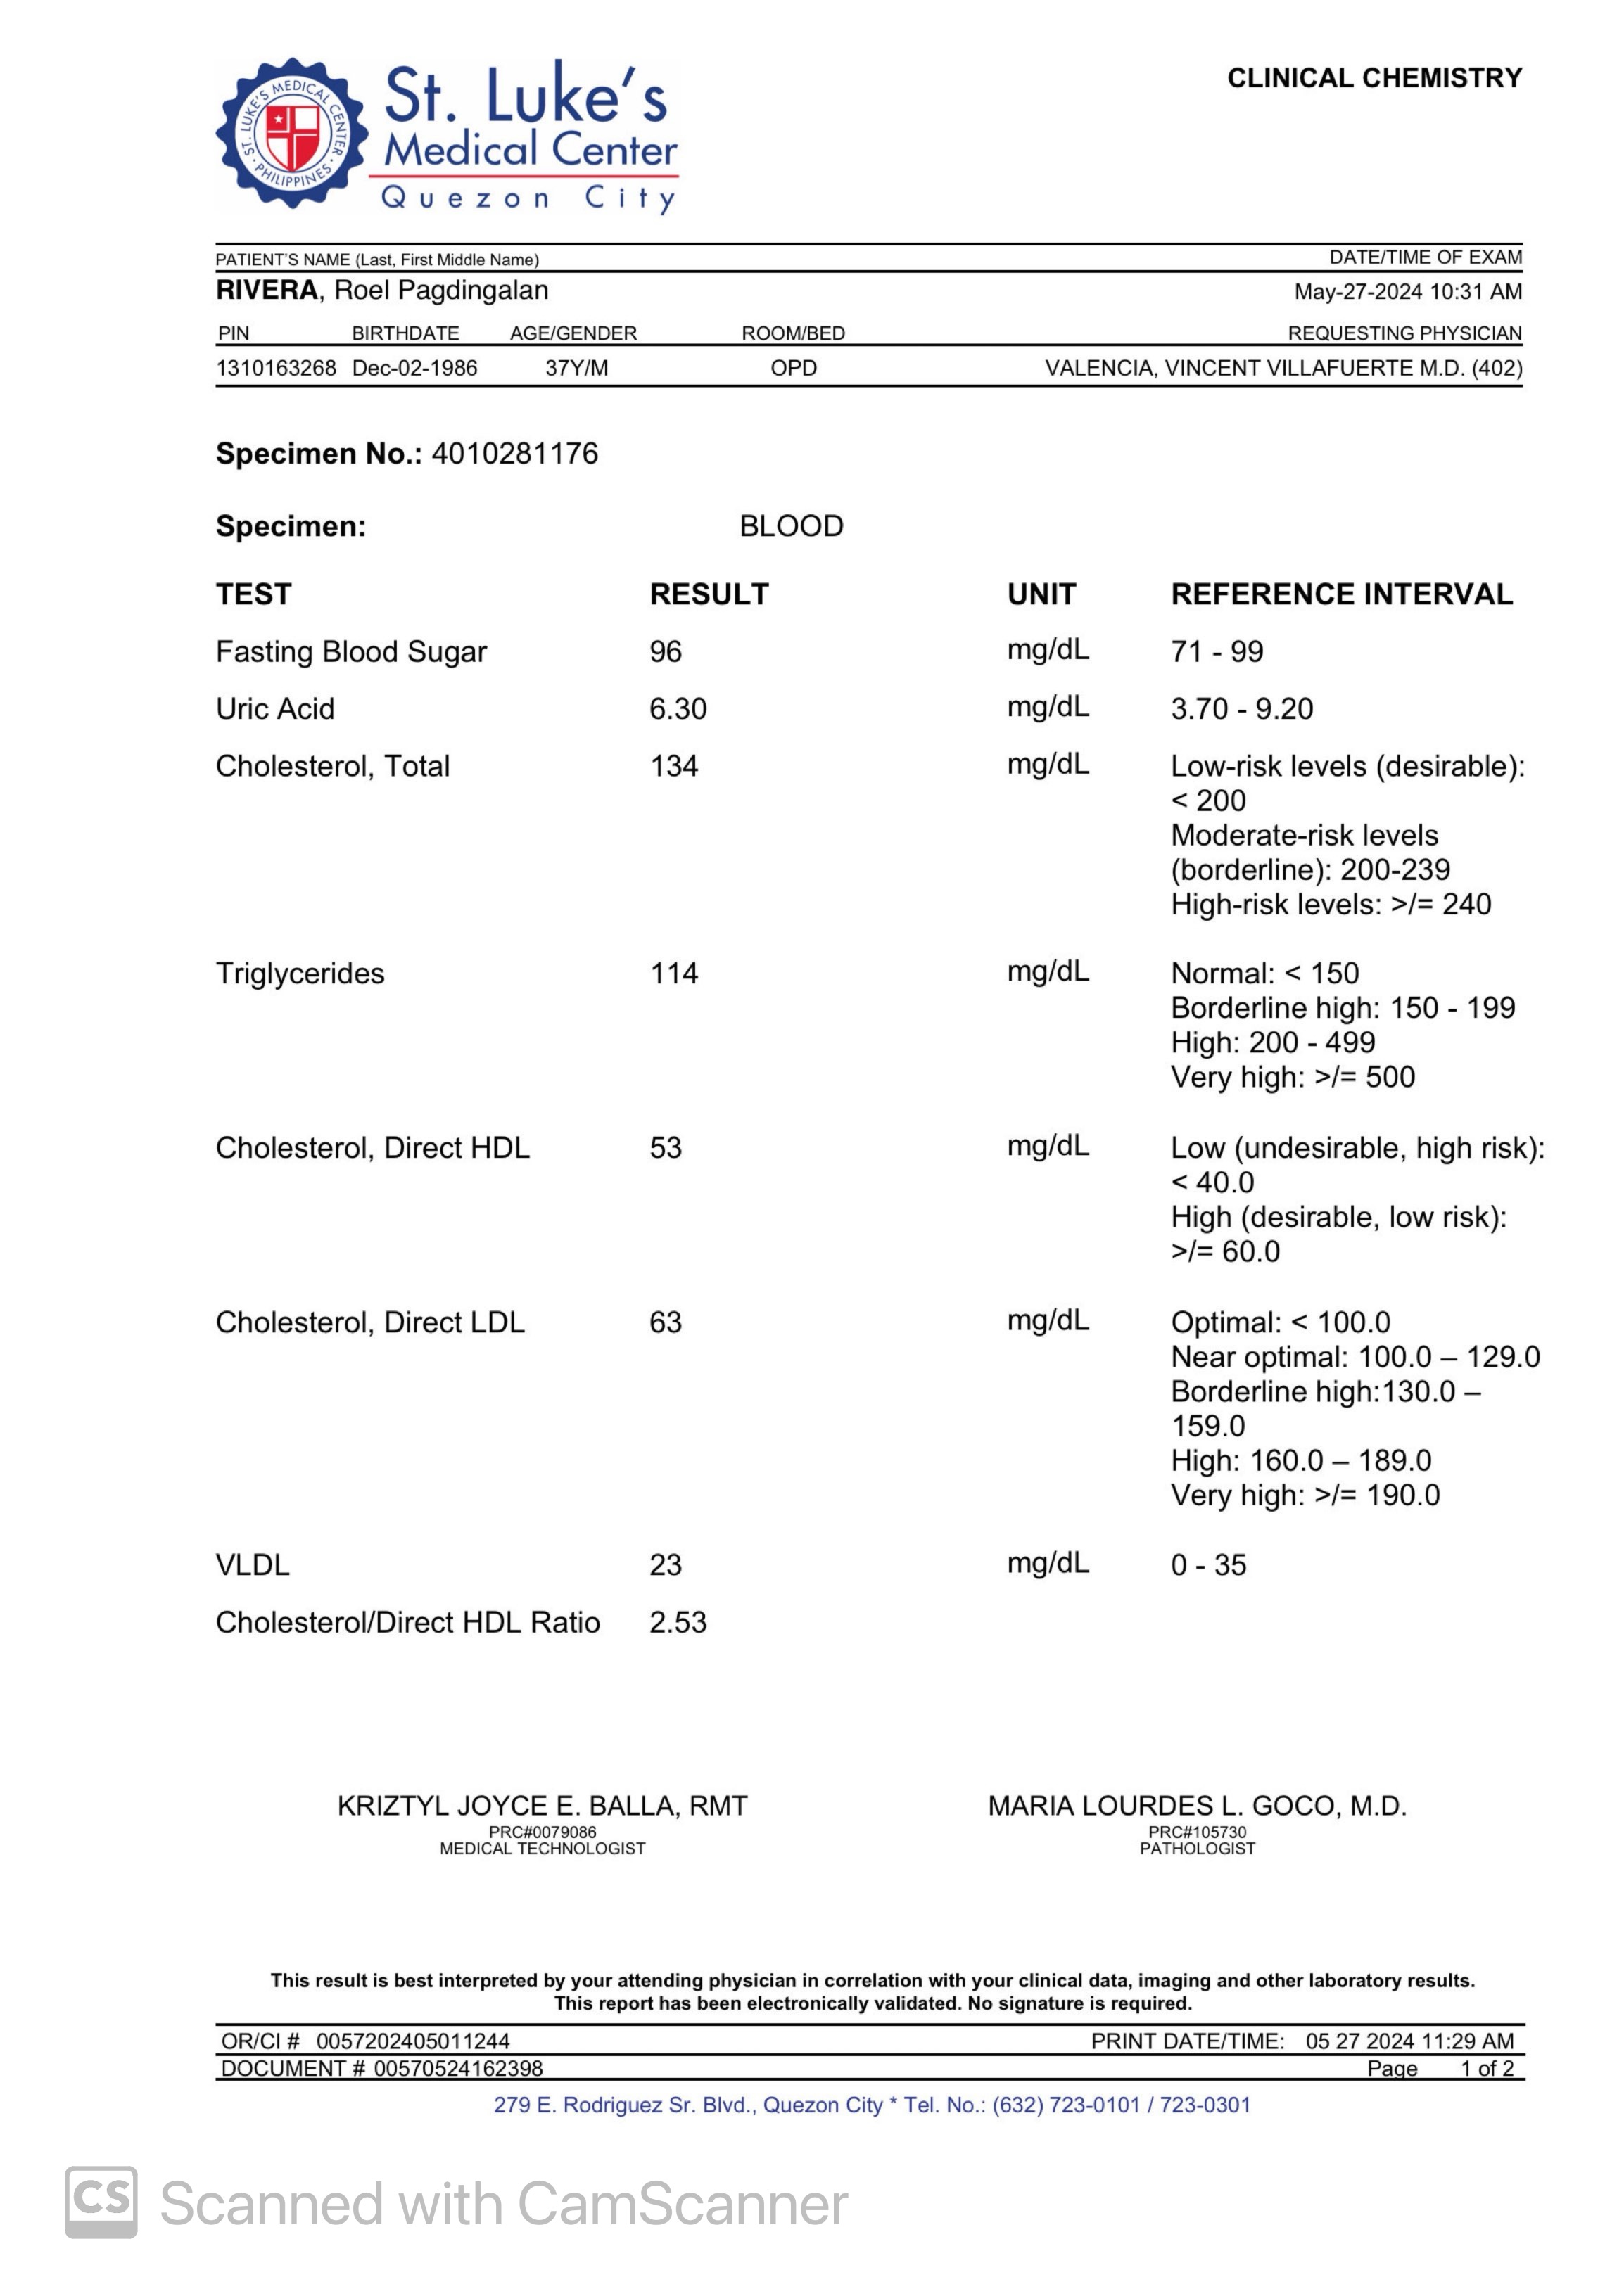 ST. LUKE'S MEDICAL CENTER · PHILIPPINES ·
St. Luke's
Medical Center
Quezon City
CLINICAL CHEMISTRY
PATIENT'S NAME (Last, First Middle Name) DATE/TIME OF EXAM
RIVERA, Roel Pagdingalan May-27-2024 10:31 AM
PIN BIRTHDATE AGE/GENDER ROOM/BED REQUESTING PHYSICIAN
1310163268 Dec-02-1986 37Y/M OPD VALENCIA, VINCENT VILLAFUERTE M.D. (402)
Specimen No.: 4010281176
Specimen: BLOOD
TEST RESULT UNIT REFERENCE INTERVAL
Fasting Blood Sugar 96 mg/dL 71 - 99
Uric Acid 6.30 mg/dL 3.70 - 9.20
Cholesterol, Total 134 mg/dL Low-risk levels (desirable):
< 200
Moderate-risk levels
(borderline): 200-239
High-risk levels: >/= 240
Triglycerides 114 mg/dL Normal: < 150
Borderline high: 150 - 199
High: 200 - 499
Very high: >/= 500
Cholesterol, Direct HDL 53 mg/dL Low (undesirable, high risk):
< 40.0
High (desirable, low risk):
>/= 60.0
Cholesterol, Direct LDL 63 mg/dL Optimal: < 100.0
Near optimal: 100.0 – 129.0
Borderline high:130.0 –
159.0
High: 160.0 – 189.0
Very high: >/= 190.0
VLDL 23 mg/dL 0 - 35
Cholesterol/Direct HDL Ratio 2.53
KRIZTYL JOYCE E. BALLA, RMT MARIA LOURDES L. GOCO, M.D.
PRC#0079086 PRC#105730
MEDICAL TECHNOLOGIST PATHOLOGIST
This result is best interpreted by your attending physician in correlation with your clinical data, imaging and other laboratory results.
This report has been electronically validated. No signature is required.
OR/CI # 0057202405011244 PRINT DATE/TIME: 05 27 2024 11:29 AM
DOCUMENT # 00570524162398 Page 1 of 2
279 E. Rodriguez Sr. Blvd., Quezon City * Tel. No.: (632) 723-0101 / 723-0301
CS Scanned with CamScanner